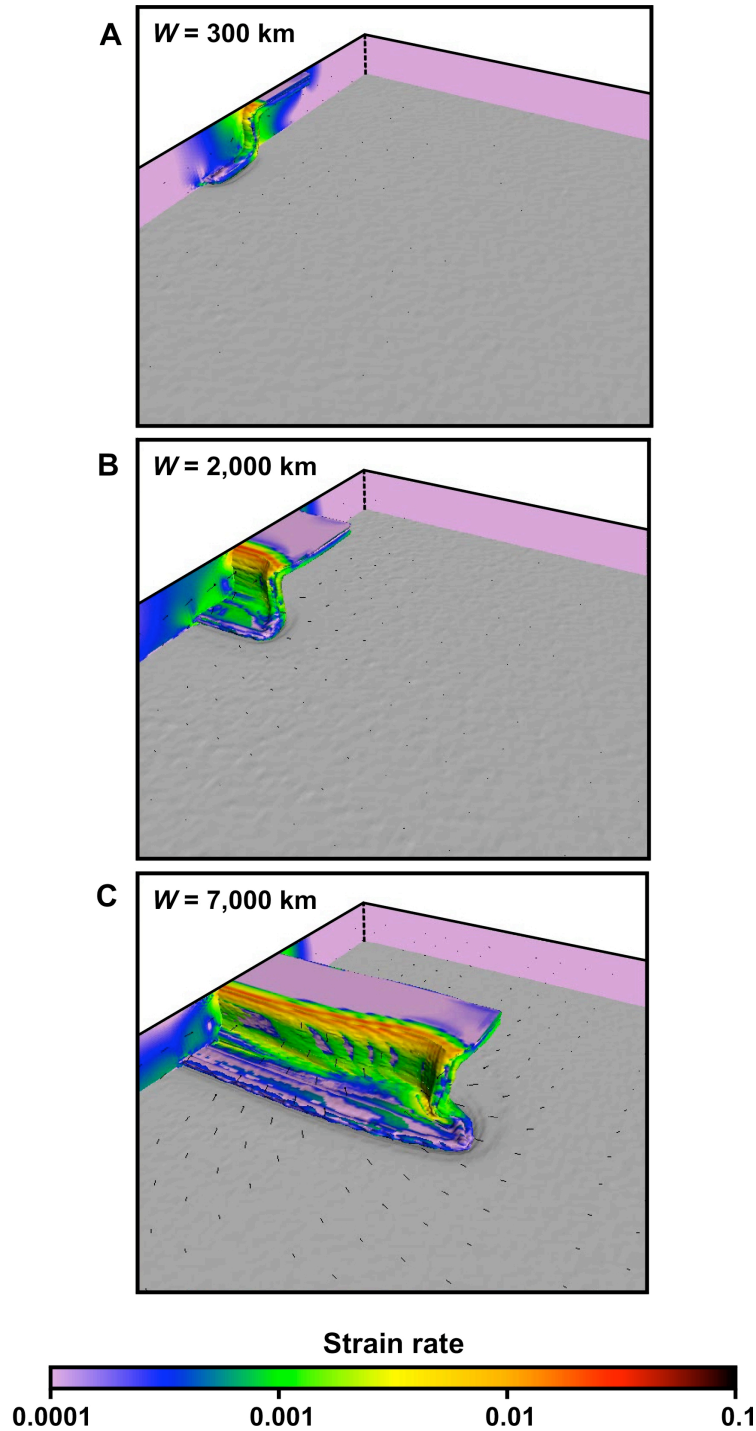 A
W = 300 km
B
W = 2,000 km
C
W = 7,000 km
Strain rate
0.0001 0.001 0.01 0.1